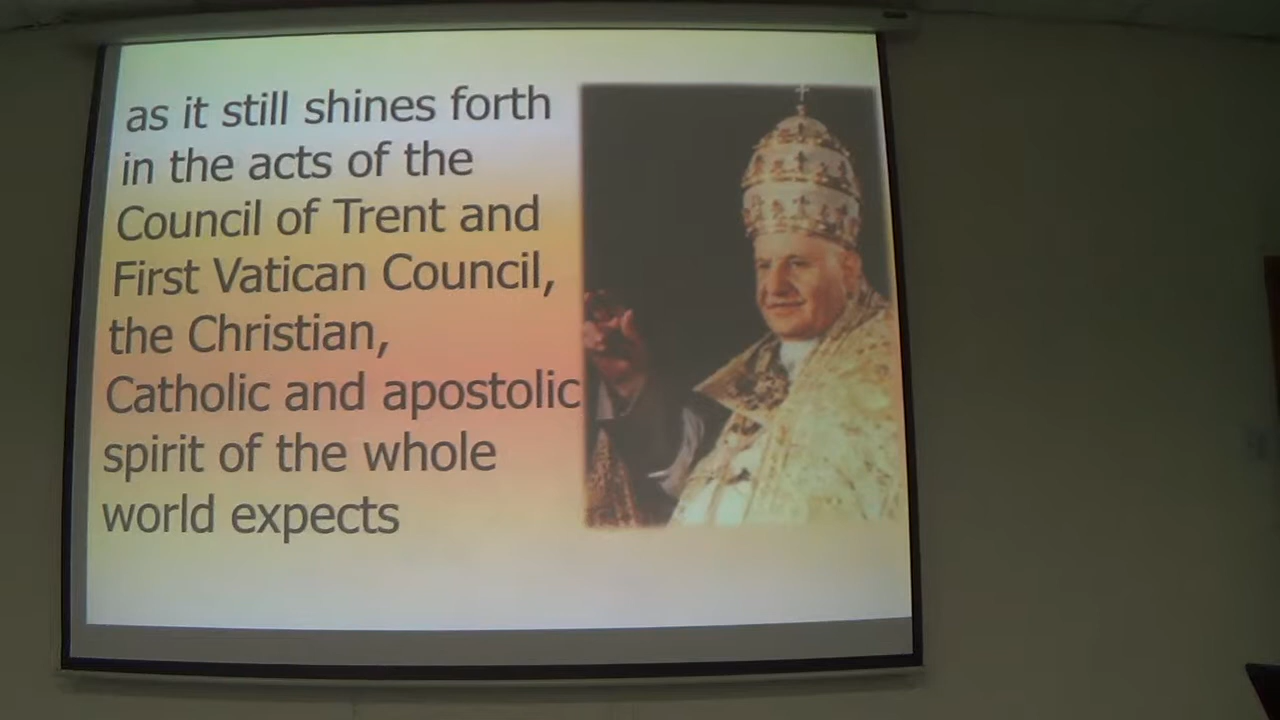 as it still shines forth
in the acts of the
Council of Trent and
First Vatican Council,
the Christian,
Catholic and apostolic
spirit of the whole
world expects